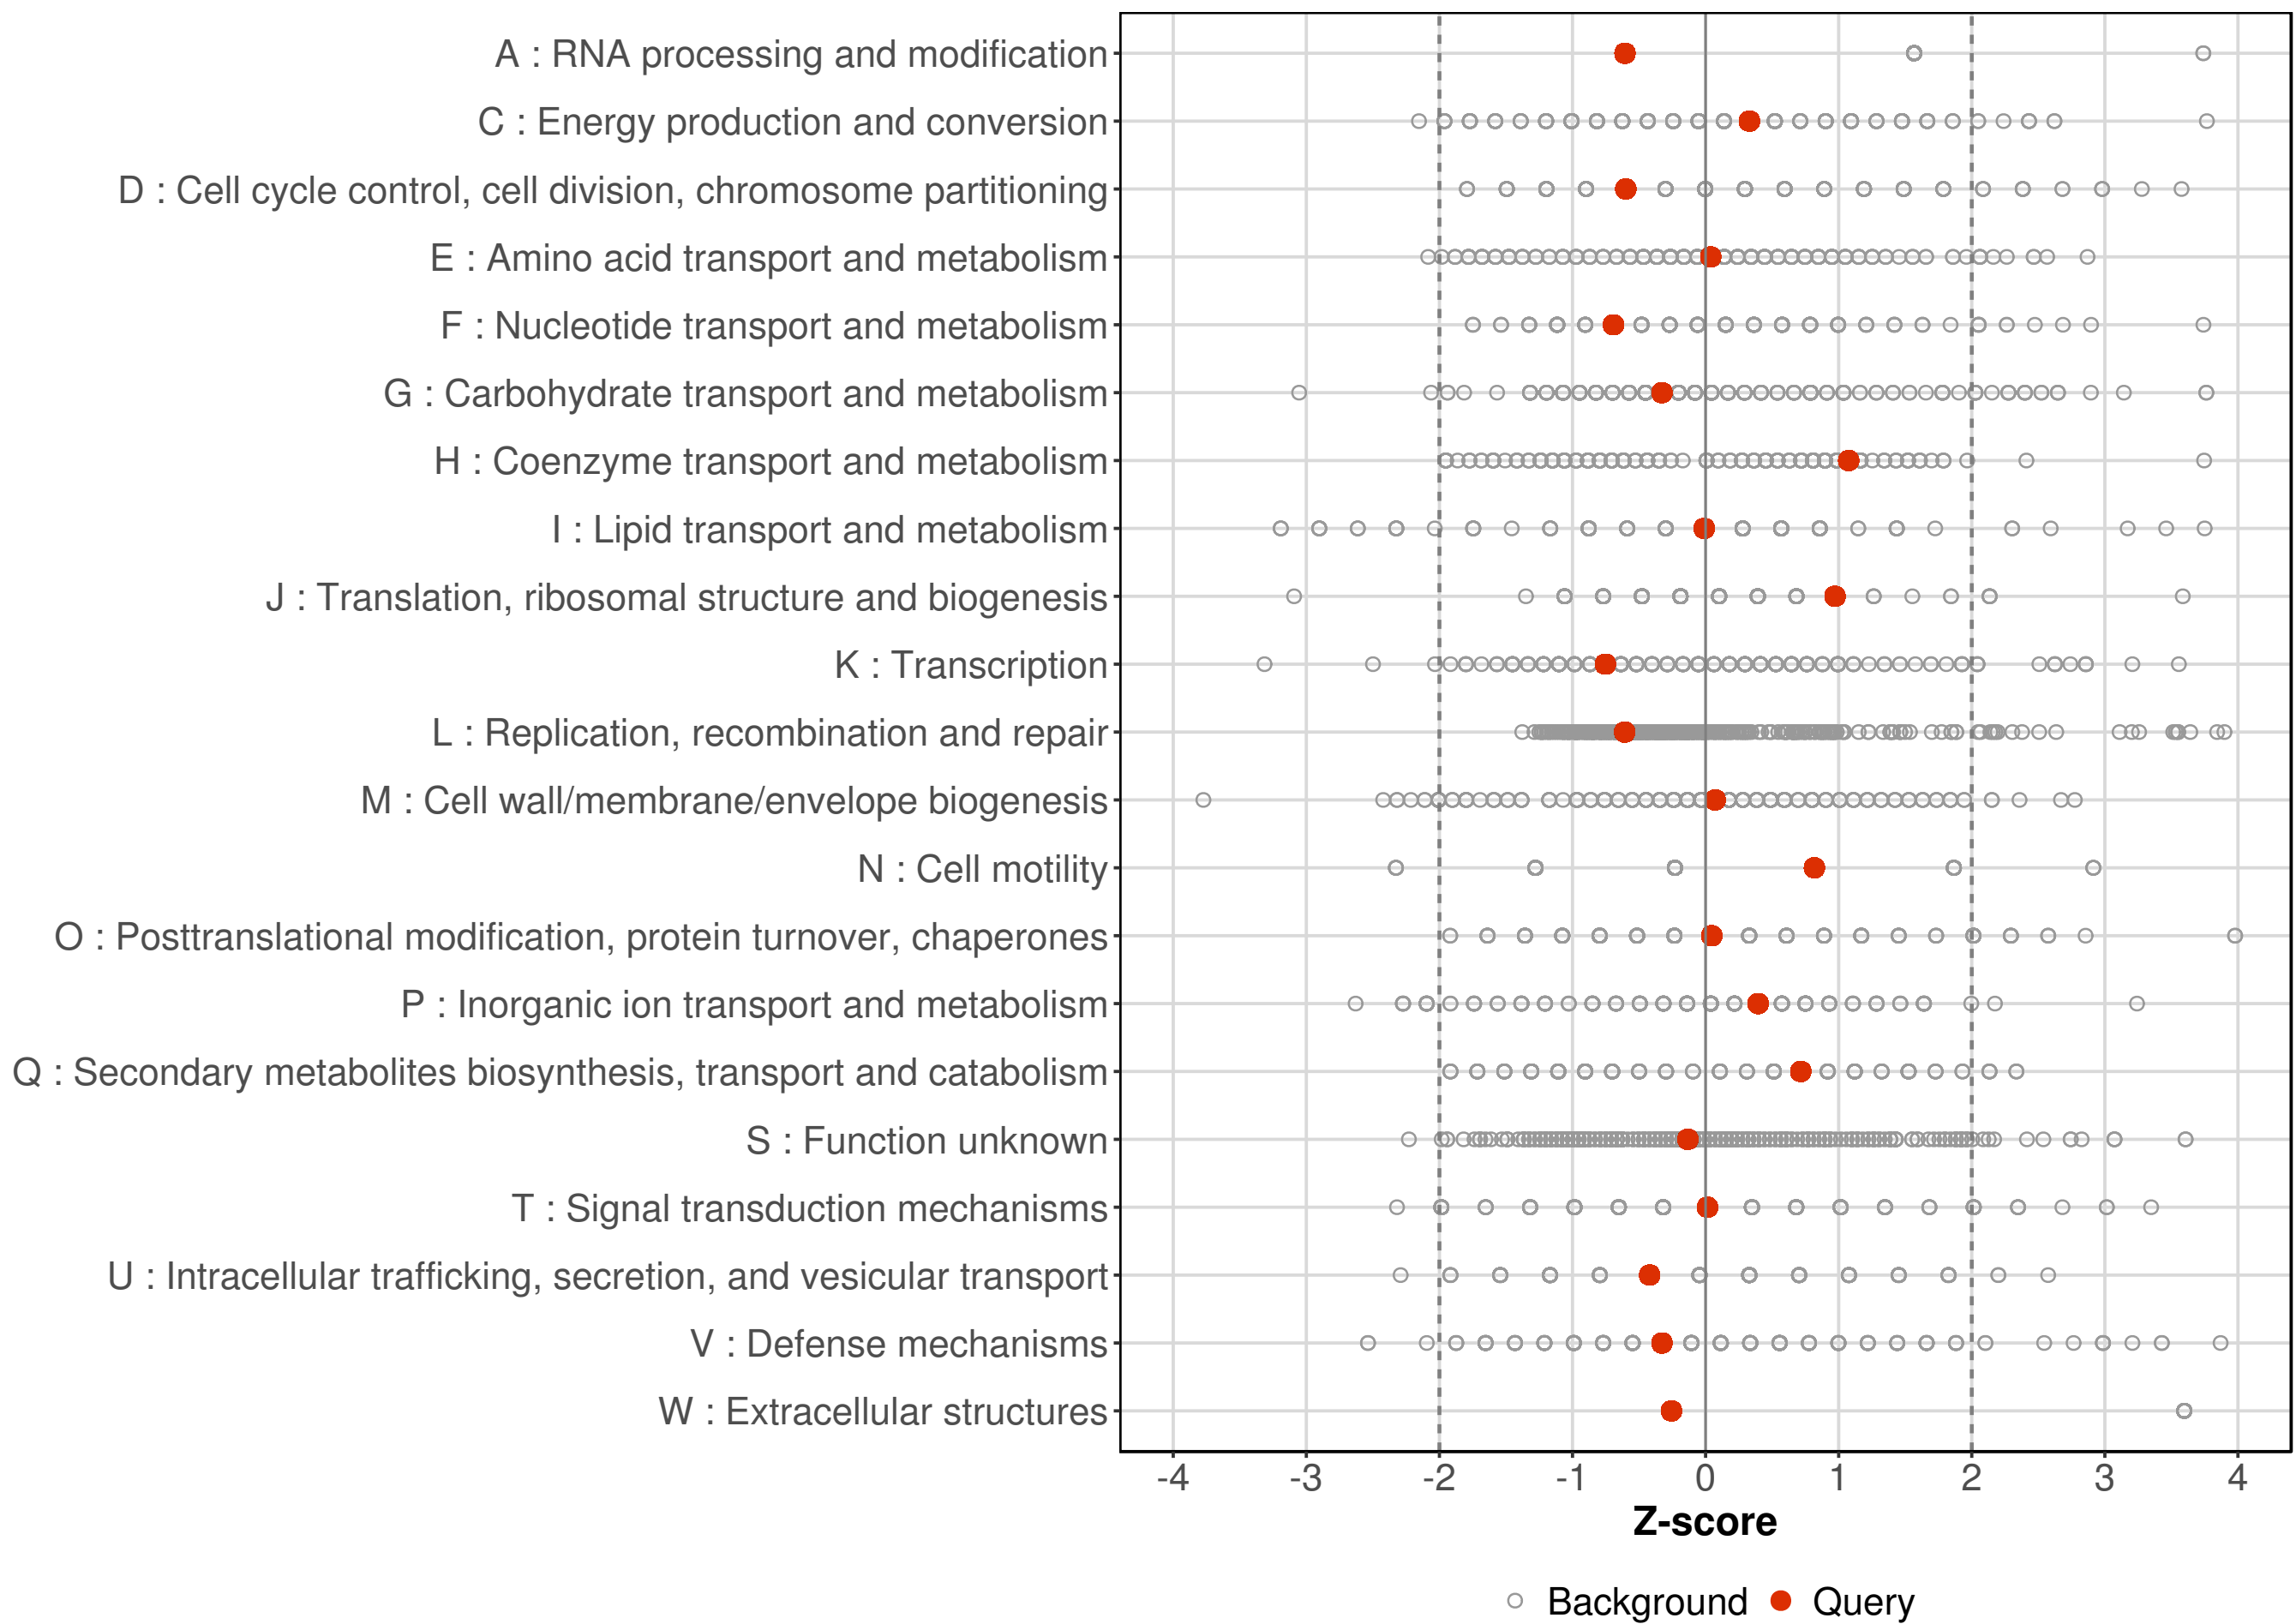 A : RNA processing and modification
C : Energy production and conversion
D : Cell cycle control, cell division, chromosome partitioning
E : Amino acid transport and metabolism
F : Nucleotide transport and metabolism
G : Carbohydrate transport and metabolism
H : Coenzyme transport and metabolism
I : Lipid transport and metabolism
J : Translation, ribosomal structure and biogenesis
K : Transcription
L : Replication, recombination and repair
M : Cell wall/membrane/envelope biogenesis
N : Cell motility
O : Posttranslational modification, protein turnover, chaperones
P : Inorganic ion transport and metabolism
Q : Secondary metabolites biosynthesis, transport and catabolism
S : Function unknown
T : Signal transduction mechanisms
U : Intracellular trafficking, secretion, and vesicular transport
V : Defense mechanisms
W : Extracellular structures
-4 -3 -2 -1 0 1 2 3 4
Z-score
Background Query